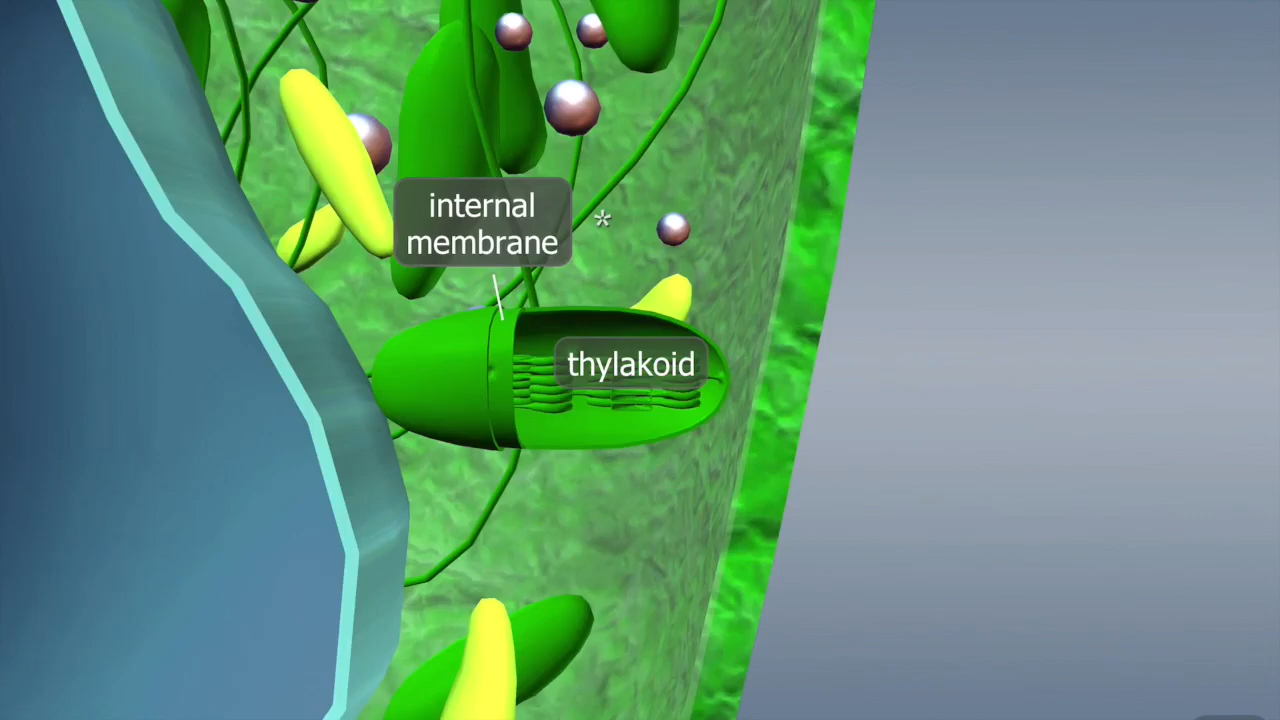 internal
membrane
*
thylakoid